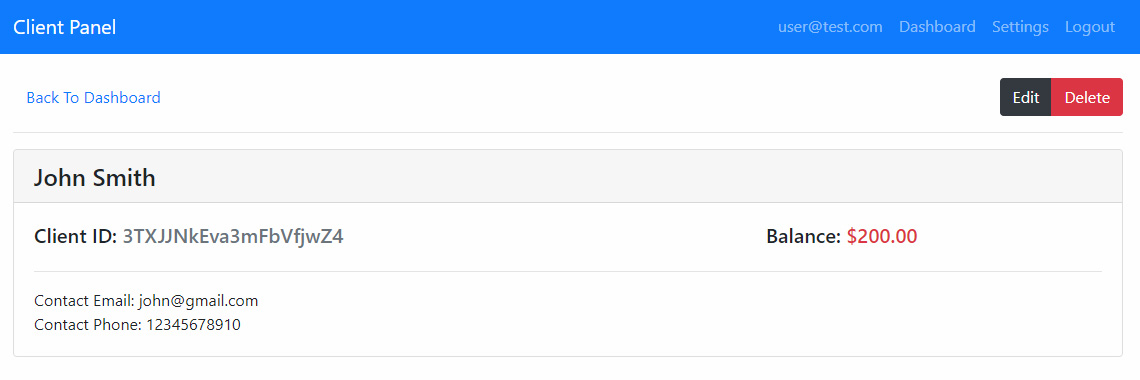 Client Panel user@test.com Dashboard Settings Logout
Back To Dashboard Edit Delete
John Smith
Client ID: 3TXJJNkEva3mFbVfjwZ4 Balance: $200.00
Contact Email: john@gmail.com
Contact Phone: 12345678910